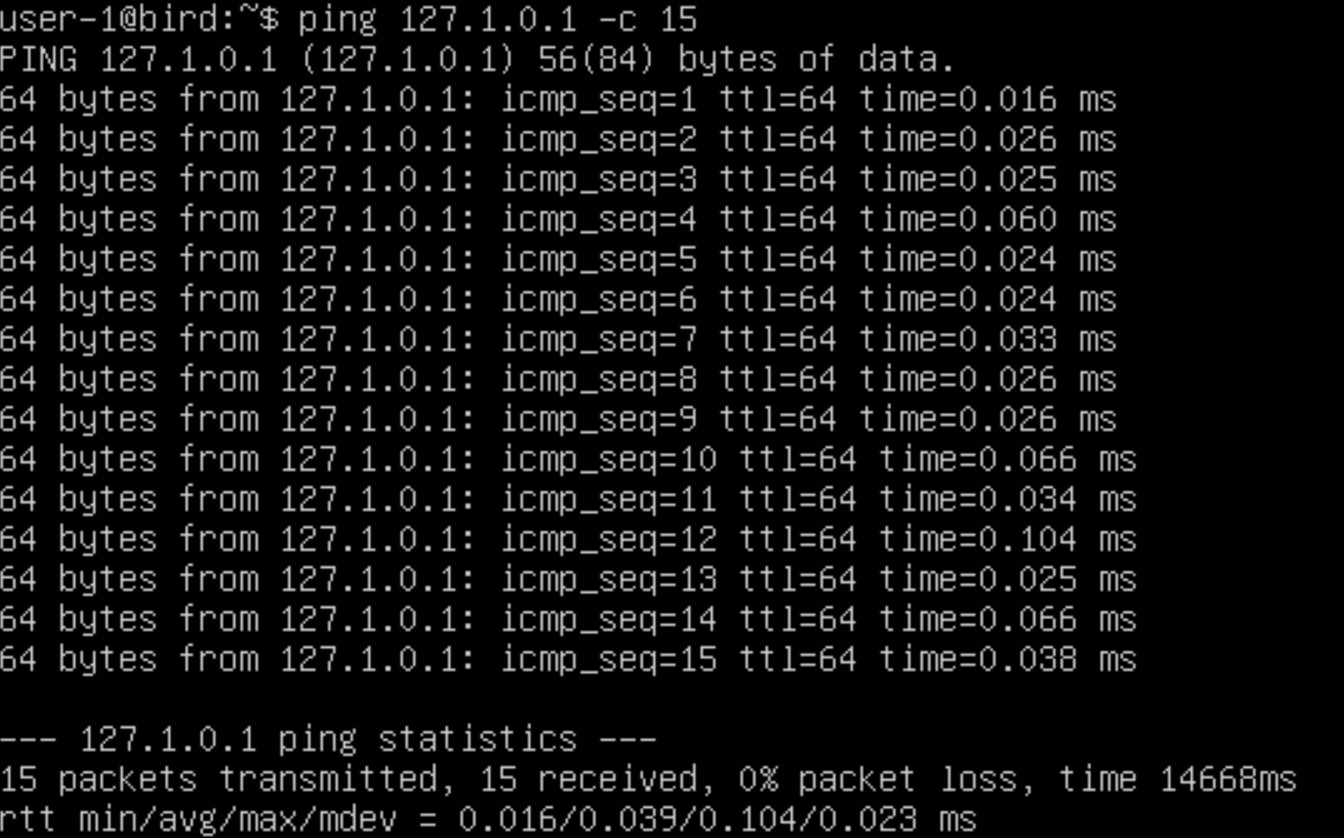 user-1@bird:~$ ping 127.1.0.1 -c 15
PING 127.1.0.1 (127.1.0.1) 56(84) bytes of data.
64 bytes from 127.1.0.1: icmp_seq=1 ttl=64 time=0.016 ms
64 bytes from 127.1.0.1: icmp_seq=2 ttl=64 time=0.026 ms
64 bytes from 127.1.0.1: icmp_seq=3 ttl=64 time=0.025 ms
64 bytes from 127.1.0.1: icmp_seq=4 ttl=64 time=0.060 ms
64 bytes from 127.1.0.1: icmp_seq=5 ttl=64 time=0.024 ms
64 bytes from 127.1.0.1: icmp_seq=6 ttl=64 time=0.024 ms
64 bytes from 127.1.0.1: icmp_seq=7 ttl=64 time=0.033 ms
64 bytes from 127.1.0.1: icmp_seq=8 ttl=64 time=0.026 ms
64 bytes from 127.1.0.1: icmp_seq=9 ttl=64 time=0.026 ms
64 bytes from 127.1.0.1: icmp_seq=10 ttl=64 time=0.066 ms
64 bytes from 127.1.0.1: icmp_seq=11 ttl=64 time=0.034 ms
64 bytes from 127.1.0.1: icmp_seq=12 ttl=64 time=0.104 ms
64 bytes from 127.1.0.1: icmp_seq=13 ttl=64 time=0.025 ms
64 bytes from 127.1.0.1: icmp_seq=14 ttl=64 time=0.066 ms
64 bytes from 127.1.0.1: icmp_seq=15 ttl=64 time=0.038 ms
--- 127.1.0.1 ping statistics ---
15 packets transmitted, 15 received, 0% packet loss, time 14668ms
rtt min/avg/max/mdev = 0.016/0.039/0.104/0.023 ms